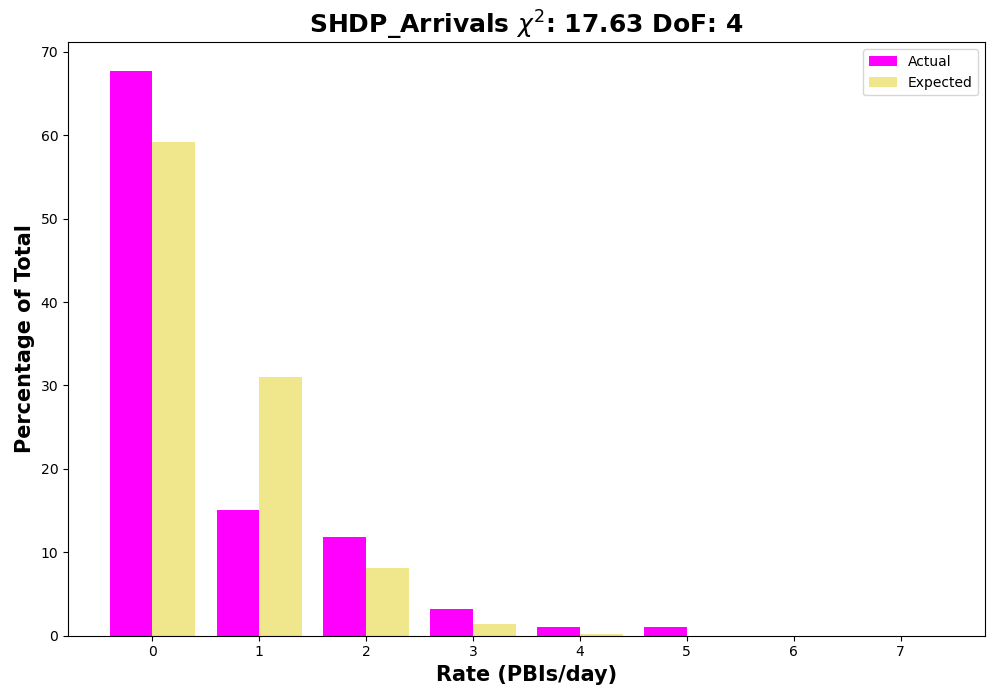 SHDP_Arrivals χ²: 17.63 DoF: 4
Actual
Expected
Percentage of Total
70
60
50
40
30
20
10
0
0 1 2 3 4 5 6 7
Rate (PBIs/day)